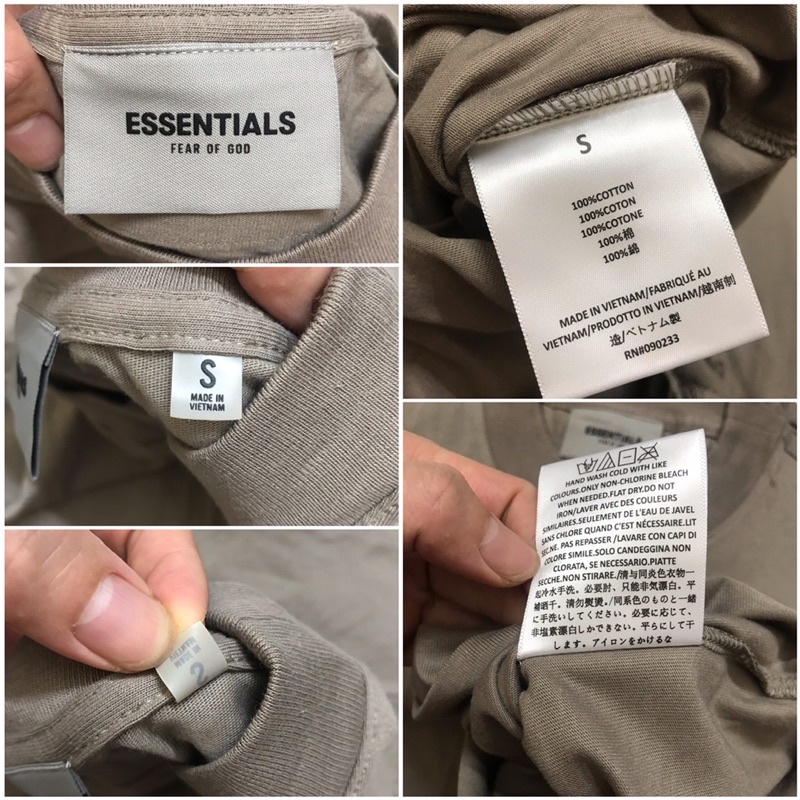 ESSENTIALS
FEAR OF GOD
S
100%COTTON
100%COTON
100%COTONE
100%棉
100%綿
MADE IN VIETNAM/FABRIQUÉ AU
VIETNAM/PRODOTTO IN VIETNAM/越南制
造/ベトナム製
RN#090233
S
MADE IN
VIETNAM
ESSENTIALS
HAND WASH COLD WITH LIKE
COLOURS.ONLY NON-CHLORINE BLEACH
WHEN NEEDED.FLAT DRY.DO NOT
IRON/LAVER AVEC DES COULEURS
SIMILAIRES.SEULEMENT DE L'EAU DE JAVEL
SANS CHLORE QUAND C'EST NÉCESSAIRE.LIT
SEC.NE. PAS REPASSER /LAVARE CON CAPI DI
COLORE SIMILE.SOLO CANDEGGINA NON
CLORATA, SE NECESSARIO.PIATTE
SECCHE.NON STIRARE./清与同炎色衣物一
起冷水手洗。必要肘、只能非氣漂白。平
補晒干。清勿熨燙。/同系色のものと一緒
に手洗いしてください。必要に応じて、
非塩素漂白しかできない。平らにして干
します。アイロンをかけるな